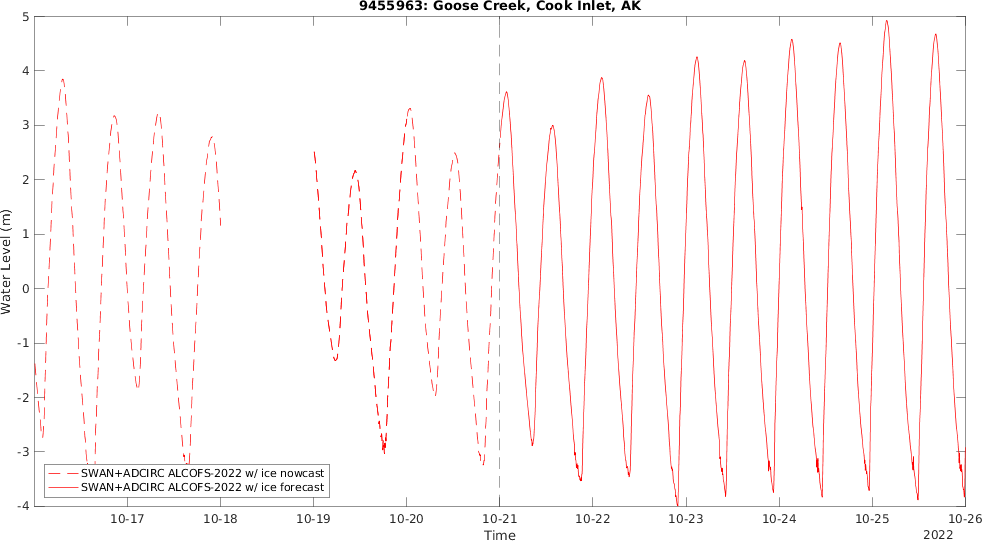 9455963: Goose Creek, Cook Inlet, AK
5
4
3
2
1
0
-1
-2
-3
-4
Water Level (m)
SWAN+ADCIRC ALCOFS-2022 w/ ice nowcast
SWAN+ADCIRC ALCOFS-2022 w/ ice forecast
10-17 10-18 10-19 10-20 10-21 10-22 10-23 10-24 10-25 10-26
Time
2022